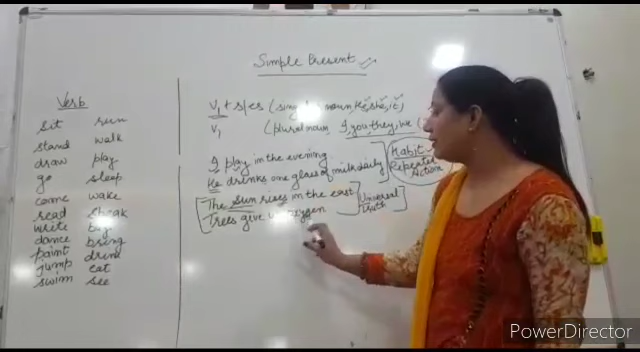 Simple Present
Verb
sit run
stand walk
draw play
go sleep
come wake
read speak
write buy
dance bring
paint drink
jump eat
swim see
V1 + s/es (sing noun, He, she, it)
V1 (plural noun I, you, they, we
I play in the evening
He drinks one glass of milk daily
Habit
Repeated
Action
The Sun rises in the east
Trees give us oxygen
Universal
Truth
PowerDirector